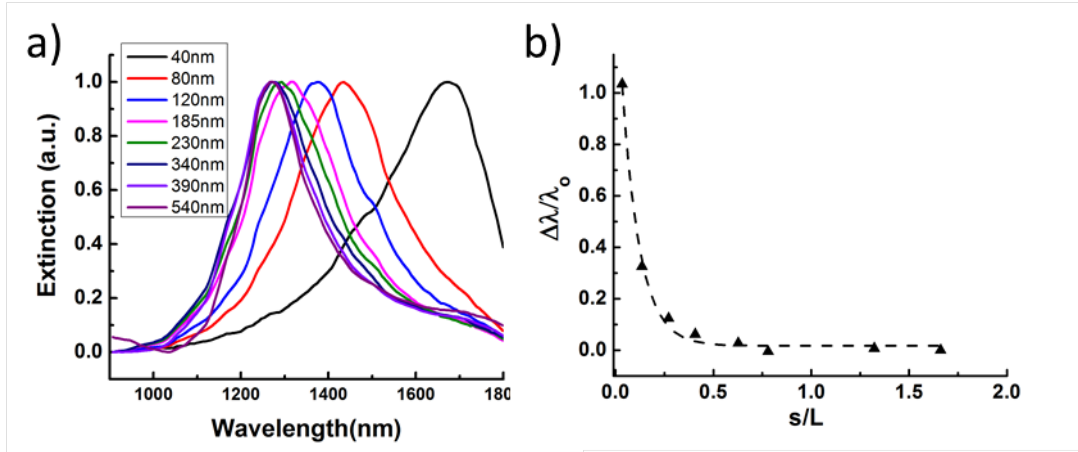 a)
40nm
80nm
120nm
185nm
230nm
340nm
390nm
540nm
Extinction (a.u.)
1.0
0.8
0.6
0.4
0.2
0.0
1000 1200 1400 1600 180
Wavelength(nm)
b)
Δλ/λo
1.0
0.8
0.6
0.4
0.2
0.0
0.0 0.5 1.0 1.5 2.0
s/L